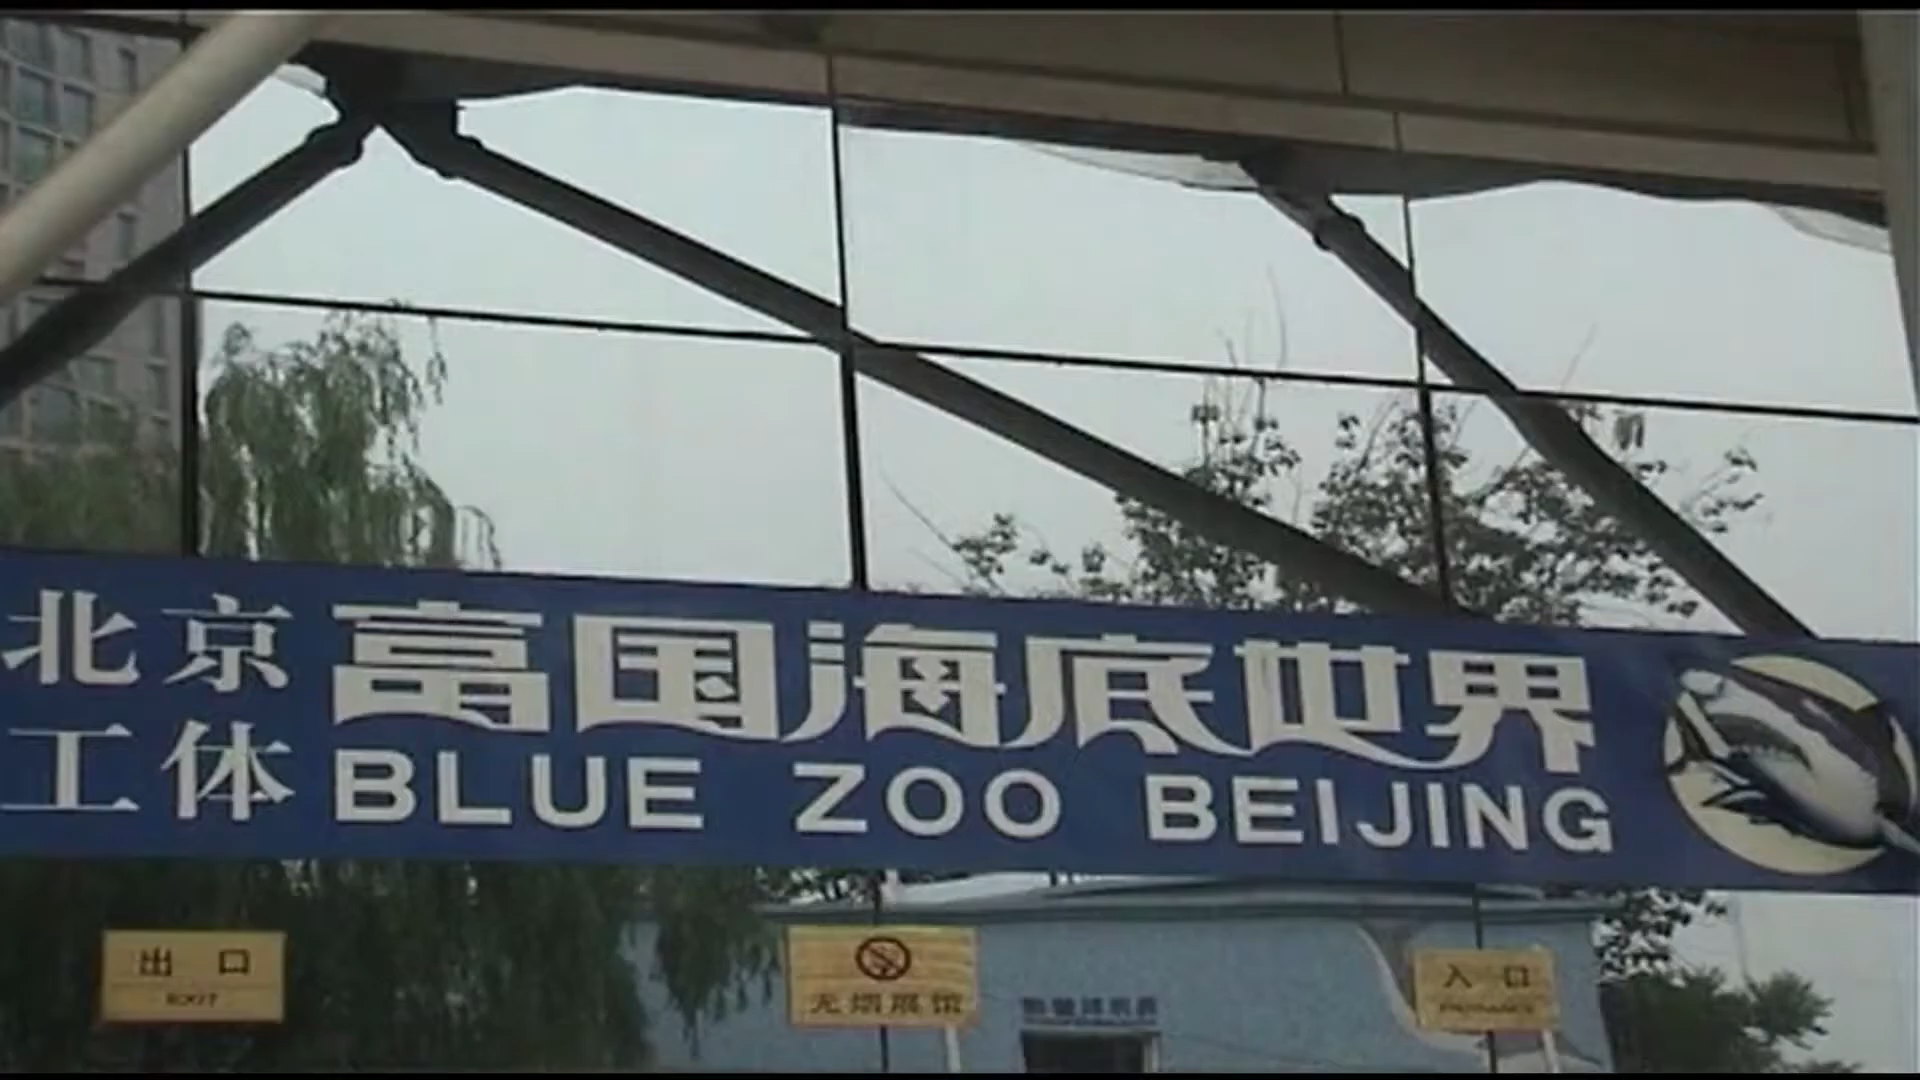 北京
工体
富国海底世界
BLUE ZOO BEIJING
出口
EXIT
无烟展馆
入口
ENTRANCE